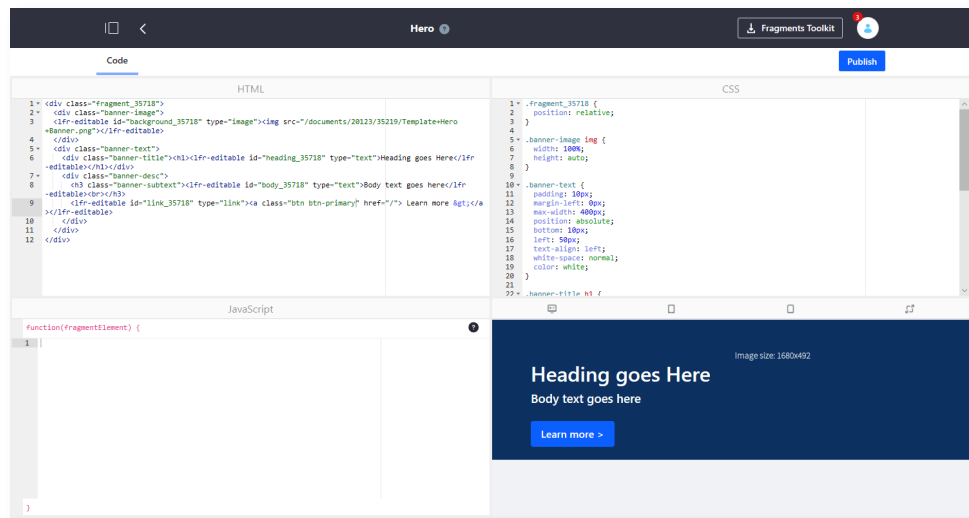 Hero
Fragments Toolkit
3
Code
Publish
HTML
1 <div class="fragment_35718">
2 <div class="banner-image">
3 <lfr-editable id="background_35718" type="image"><img src="/documents/20123/35219/Template+Hero
+Banner.png"></lfr-editable>
4 </div>
5 <div class="banner-text">
6 <div class="banner-title"><h1><lfr-editable id="heading_35718" type="text">Heading goes Here</lfr
-editable></h1></div>
7 <div class="banner-desc">
8 <h3 class="banner-subtext"><lfr-editable id="body_35718" type="text">Body text goes here</lfr
-editable><br></h3>
9 <lfr-editable id="link_35718" type="link"><a class="btn btn-primary" href="/"> Learn more &gt;</a
></lfr-editable>
10 </div>
11 </div>
12 </div>
CSS
1 .fragment_35718 {
2 position: relative;
3 }
4
5 .banner-image img {
6 width: 100%;
7 height: auto;
8 }
9
10 .banner-text {
11 padding: 10px;
12 margin-left: 0px;
13 max-width: 400px;
14 position: absolute;
15 bottom: 10px;
16 left: 50px;
17 text-align: left;
18 white-space: normal;
19 color: white;
20 }
21
22 .banner-title h1 {
JavaScript
function(fragmentElement) {
?
1
}
Image size: 1680x492
Heading goes Here
Body text goes here
Learn more >